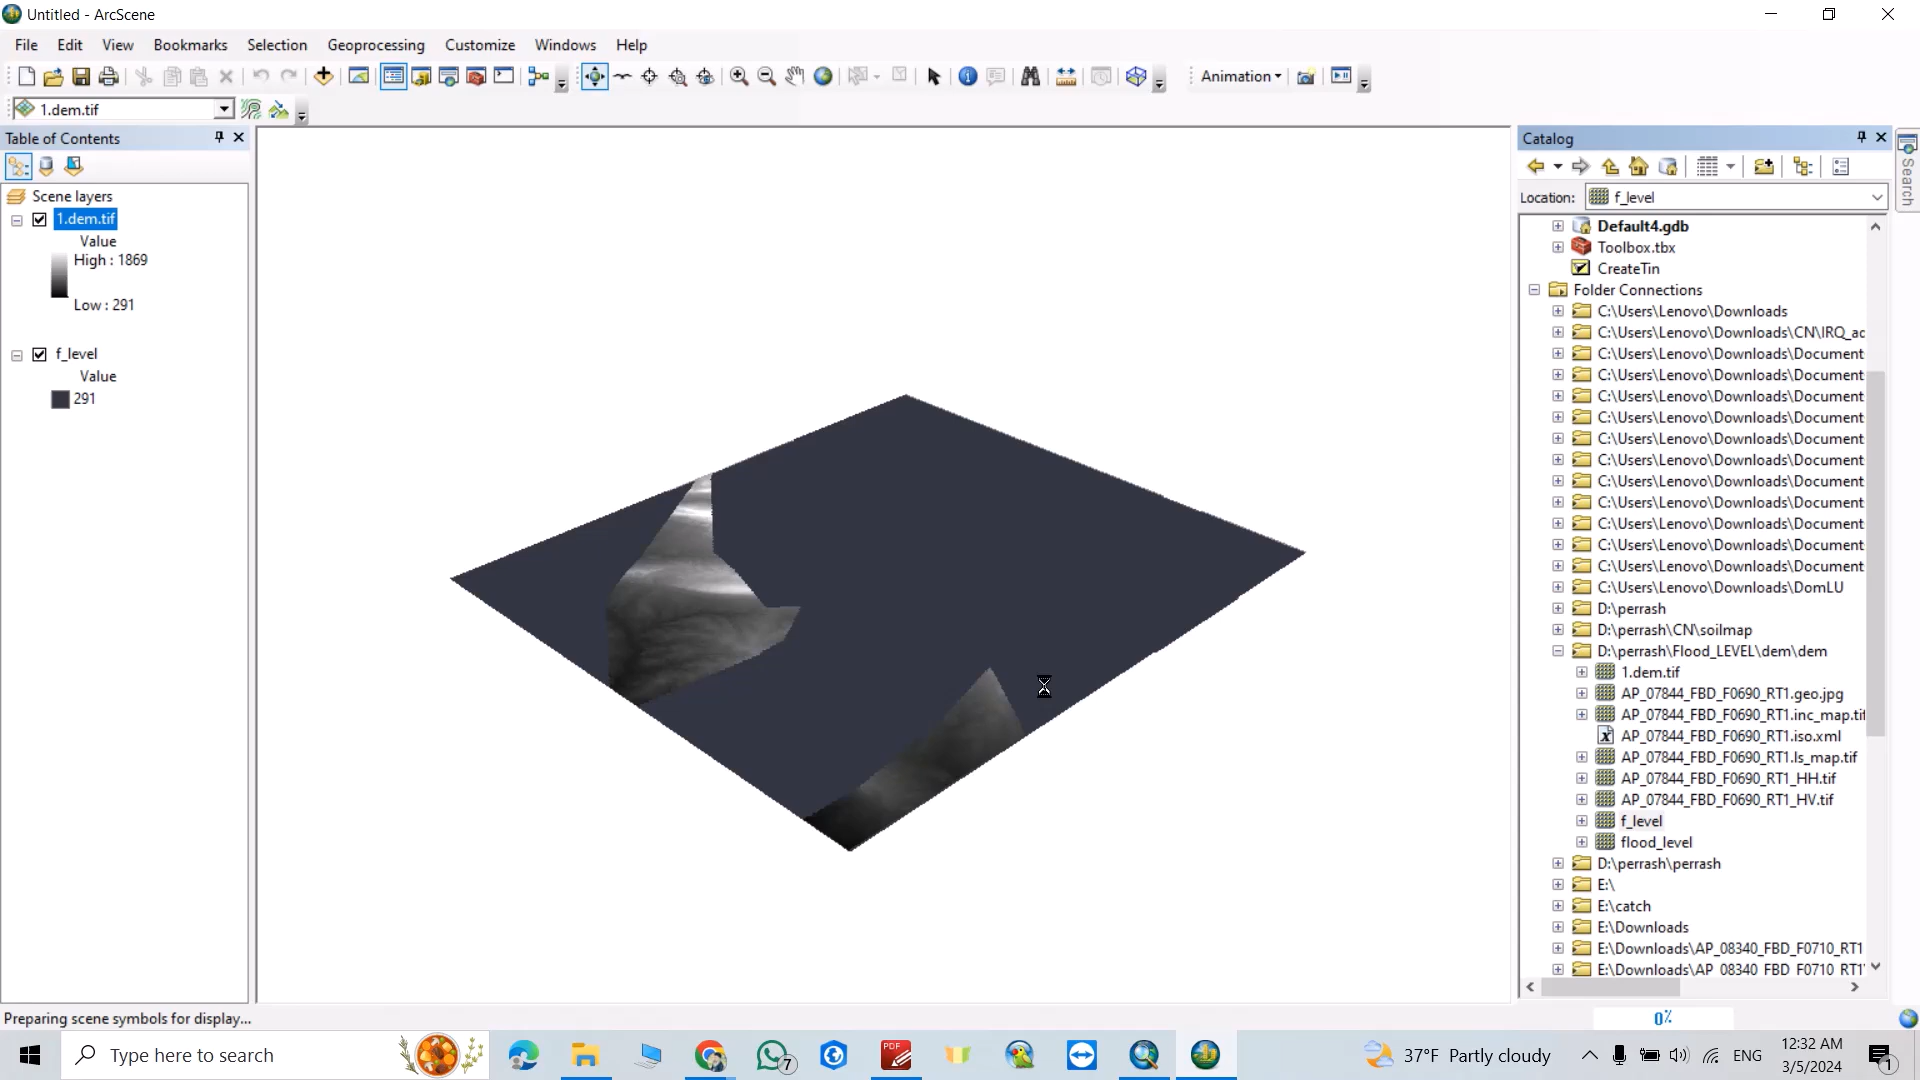 Untitled - ArcScene
File Edit View Bookmarks Selection Geoprocessing Customize Windows Help
Animation
1.dem.tif
Table of Contents
Scene layers
1.dem.tif
Value
High : 1869
Low : 291
f_level
Value
291
Catalog
Location: f_level
Search
Default4.gdb
Toolbox.tbx
CreateTin
Folder Connections
C:\Users\Lenovo\Downloads
C:\Users\Lenovo\Downloads\CN\IRQ_ac
C:\Users\Lenovo\Downloads\Document
C:\Users\Lenovo\Downloads\Document
C:\Users\Lenovo\Downloads\Document
C:\Users\Lenovo\Downloads\Document
C:\Users\Lenovo\Downloads\Document
C:\Users\Lenovo\Downloads\Document
C:\Users\Lenovo\Downloads\Document
C:\Users\Lenovo\Downloads\Document
C:\Users\Lenovo\Downloads\Document
C:\Users\Lenovo\Downloads\Document
C:\Users\Lenovo\Downloads\Document
C:\Users\Lenovo\Downloads\DomLU
D:\perrash
D:\perrash\CN\soilmap
D:\perrash\Flood_LEVEL\dem\dem
1.dem.tif
AP_07844_FBD_F0690_RT1.geo.jpg
AP_07844_FBD_F0690_RT1.inc_map.tif
AP_07844_FBD_F0690_RT1.iso.xml
AP_07844_FBD_F0690_RT1.ls_map.tif
AP_07844_FBD_F0690_RT1_HH.tif
AP_07844_FBD_F0690_RT1_HV.tif
f_level
flood_level
D:\perrash\perrash
E:\
E:\catch
E:\Downloads
E:\Downloads\AP_08340_FBD_F0710_RT1
E:\Downloads\AP_08340_FBD_F0710_RT1
Preparing scene symbols for display...
0%
Type here to search
PDF
7
37°F Partly cloudy
ENG
12:32 AM
3/5/2024
1